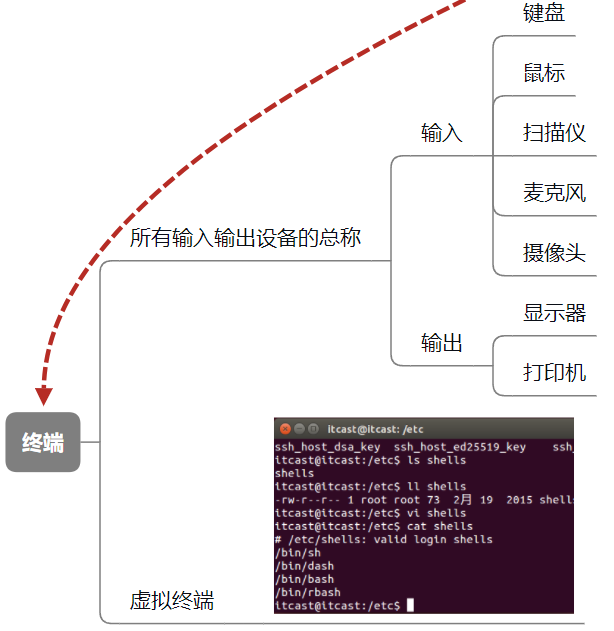 键盘
鼠标
输入
扫描仪
麦克风
所有输入输出设备的总称
摄像头
显示器
输出
打印机
终端
itcast@itcast: /etc
ssh_host_dsa_key  ssh_host_ed25519_key    ssh_
itcast@itcast:/etc$ ls shells
shells
itcast@itcast:/etc$ ll shells
-rw-r--r-- 1 root root 73  2月 19  2015 shells
itcast@itcast:/etc$ vi shells
itcast@itcast:/etc$ cat shells
# /etc/shells: valid login shells
/bin/sh
/bin/dash
/bin/bash
/bin/rbash
itcast@itcast:/etc$
虚拟终端